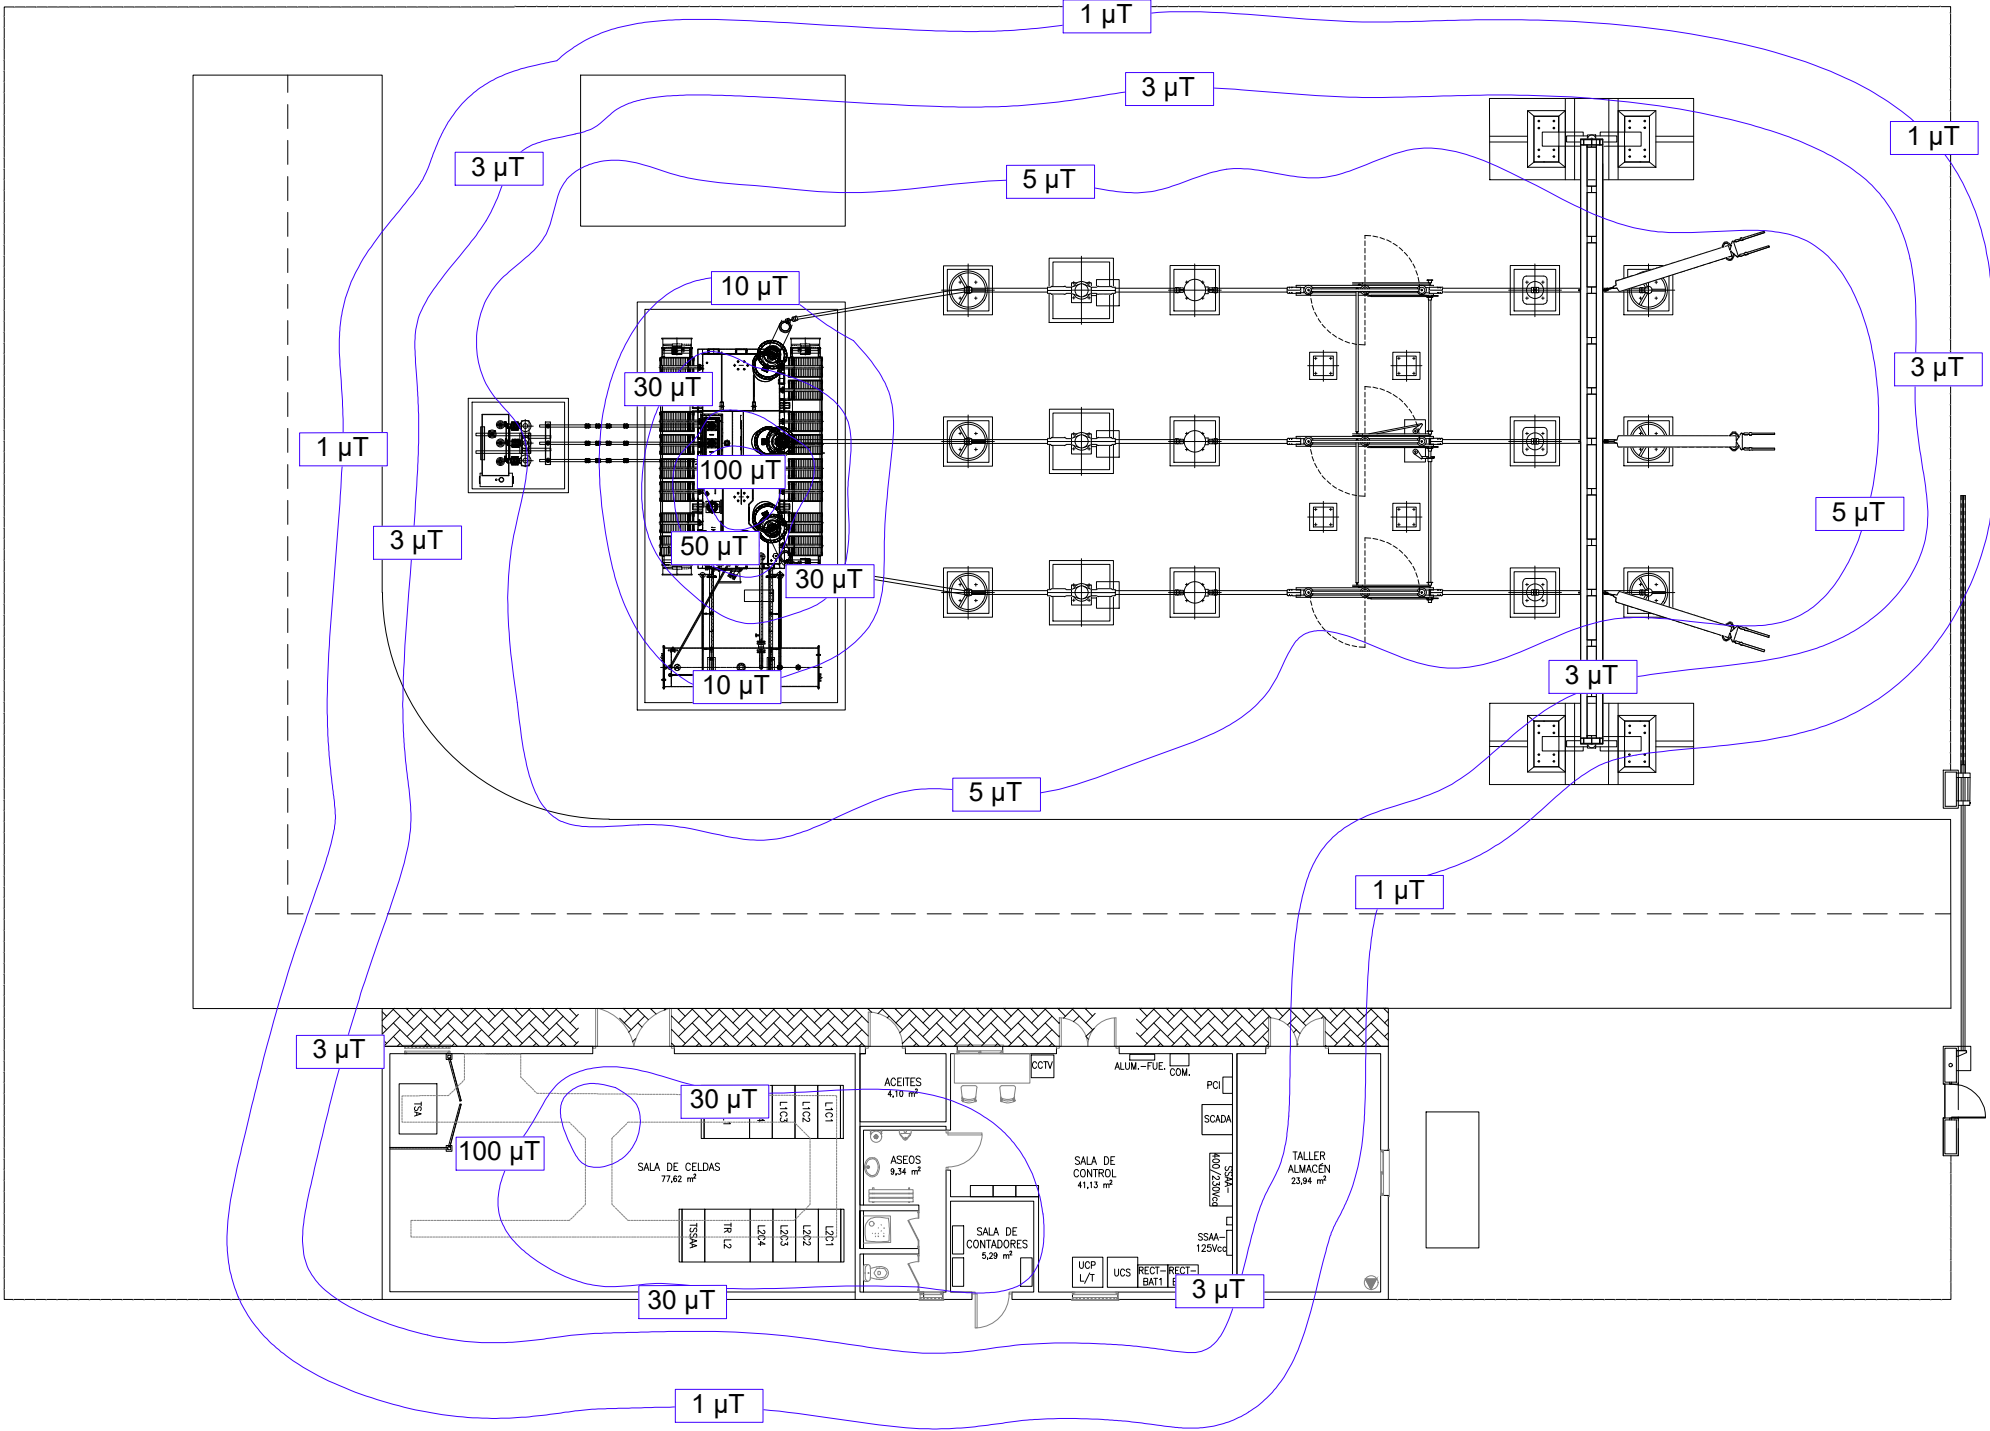 1 µT
3 µT
1 µT
3 µT
5 µT
10 µT
3 µT
30 µT
1 µT
100 µT
5 µT
3 µT
50 µT
30 µT
3 µT
10 µT
5 µT
1 µT
3 µT
CCTV
ALUM.-FUE.
COM.
ACEITES
4,10 m²
PCI
TSA
30 µT
L1C3
L1C2
L1C1
SCADA
100 µT
SALA DE CELDAS
77,62 m²
ASEOS
9,34 m²
SALA DE
CONTROL
41,13 m²
SSAA-
400/230Vca
TALLER
ALMACÉN
23,94 m²
TSSAA
TR L2
L2C4
L2C3
L2C2
L2C1
SALA DE
CONTADORES
5,29 m²
SSAA-
125Vcc
UCP
L/T
UCS
RECT-
BAT1
RECT-
30 µT
3 µT
1 µT